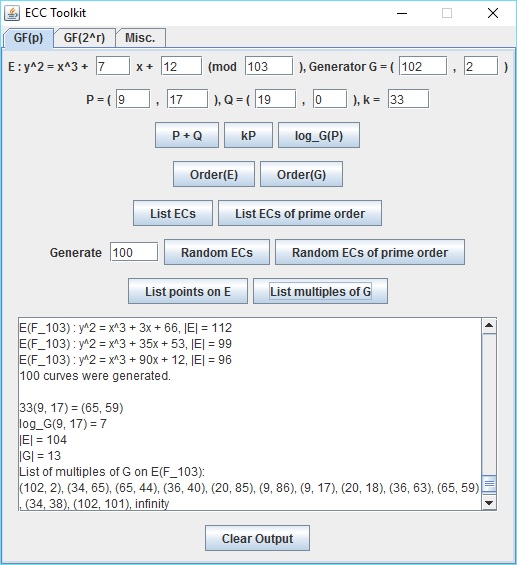 ECC Toolkit
GF(p) GF(2^r) Misc.
E : y^2 = x^3 + 7 x + 12 (mod 103 ), Generator G = ( 102 , 2 )
P = ( 9 , 17 ), Q = ( 19 , 0 ), k = 33
P + Q kP log_G(P)
Order(E) Order(G)
List ECs List ECs of prime order
Generate 100 Random ECs Random ECs of prime order
List points on E List multiples of G
E(F_103) : y^2 = x^3 + 3x + 66, |E| = 112
E(F_103) : y^2 = x^3 + 35x + 53, |E| = 99
E(F_103) : y^2 = x^3 + 90x + 12, |E| = 96
100 curves were generated.
33(9, 17) = (65, 59)
log_G(9, 17) = 7
|E| = 104
|G| = 13
List of multiples of G on E(F_103):
(102, 2), (34, 65), (65, 44), (36, 40), (20, 85), (9, 86), (9, 17), (20, 18), (36, 63), (65, 59)
, (34, 38), (102, 101), infinity
Clear Output